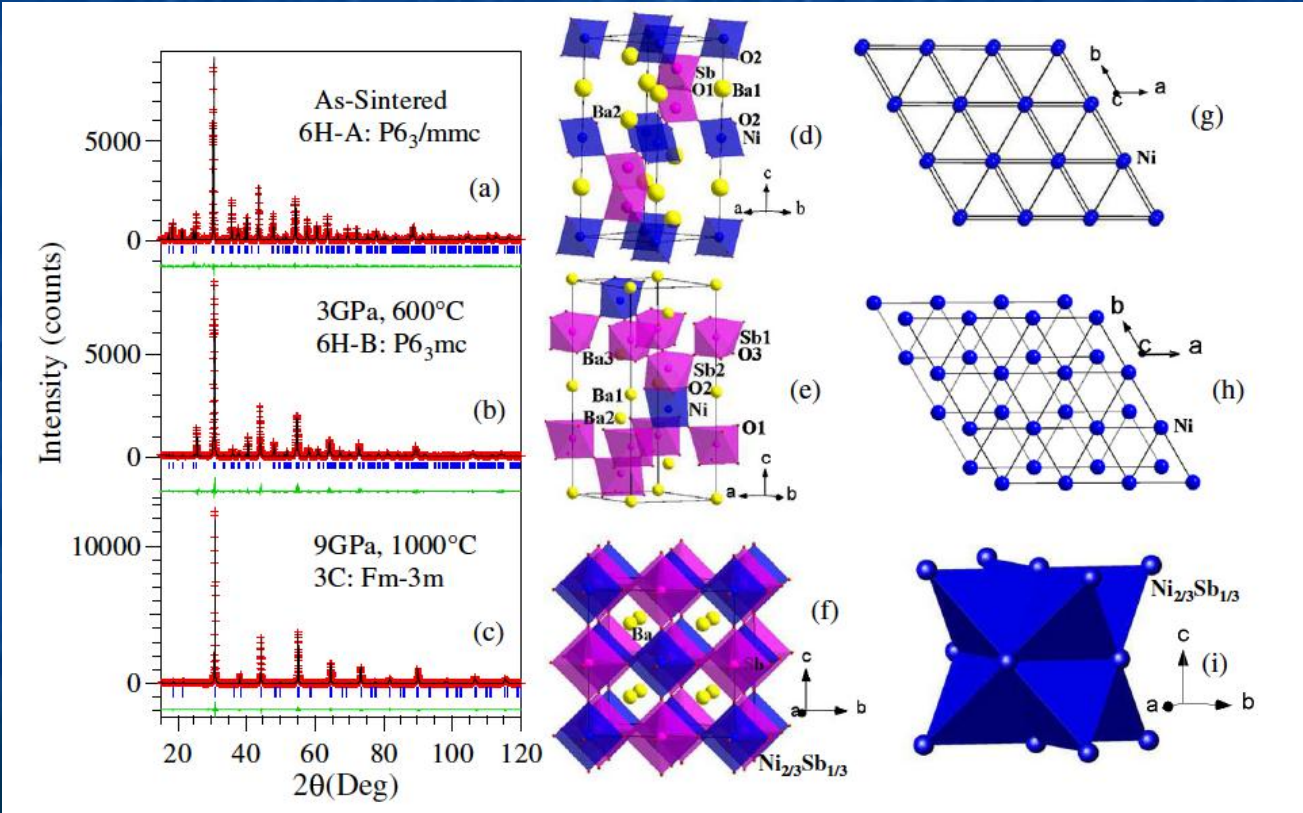 Intensity (counts)
As-Sintered
6H-A: P6₃/mmc
5000
(a)
0
3GPa, 600°C
6H-B: P6₃mc
5000
(b)
0
9GPa, 1000°C
3C: Fm-3m
10000
(c)
0
20 40 60 80 100 120
2θ(Deg)
O2
Sb
O1
Ba1
Ba2
O2
Ni
(d)
c
a b
Sb1
O3
Ba3
Sb2
O2
Ba1
Ni
Ba2
O1
(e)
c
a b
Ba
Sb
(f)
c
a b
Ni₂/₃Sb₁/₃
b
c a
(g)
Ni
b
c a
(h)
Ni
Ni₂/₃Sb₁/₃
c
(i)
a b